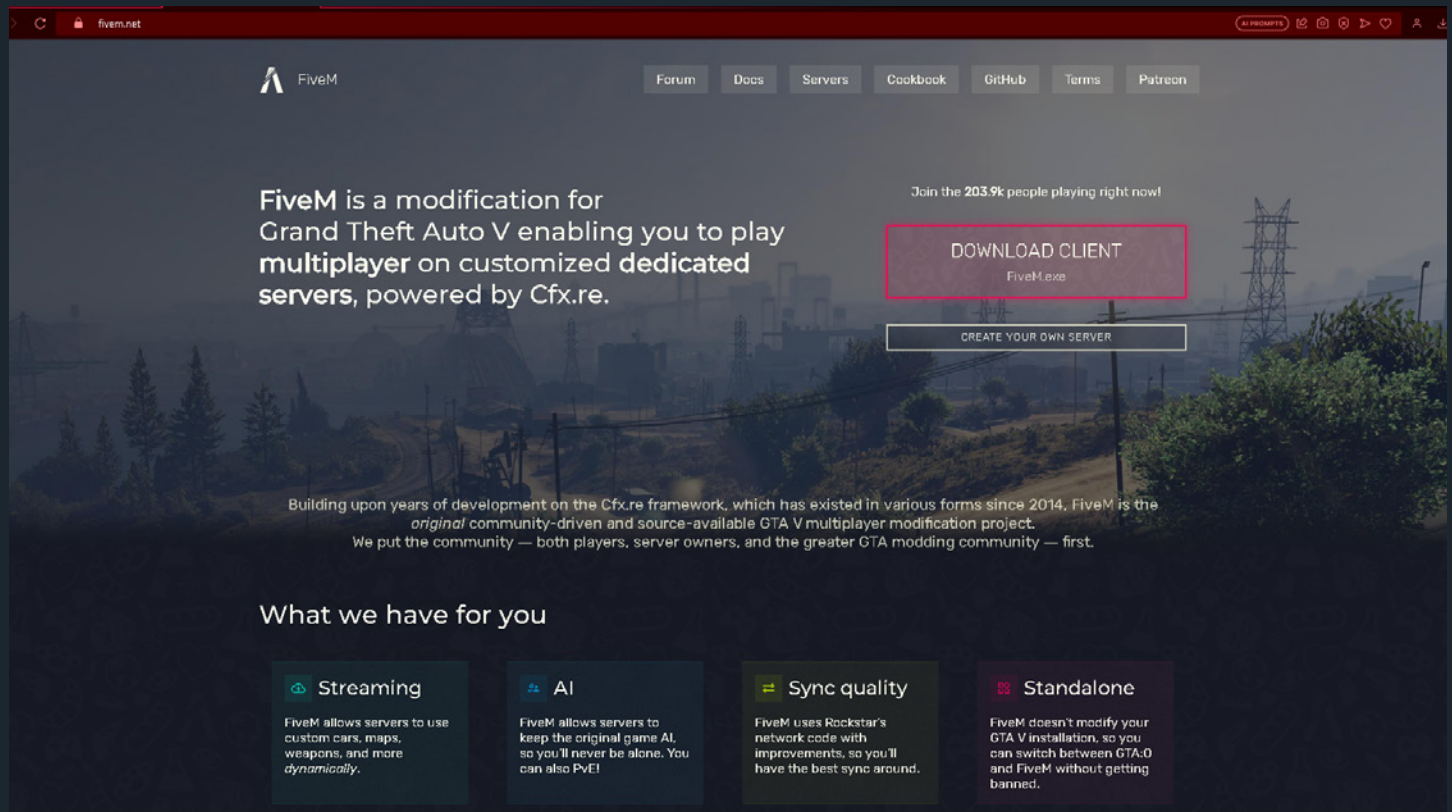 fivem.net
AI PROMPTS
FiveM
Forum
Docs
Servers
Cookbook
GitHub
Terms
Patreon
FiveM is a modification for
Grand Theft Auto V enabling you to play
multiplayer on customized dedicated
servers, powered by Cfx.re.
Join the 203.9k people playing right now!
DOWNLOAD CLIENT
FiveM.exe
CREATE YOUR OWN SERVER
Building upon years of development on the Cfx.re framework, which has existed in various forms since 2014, FiveM is the
original community-driven and source-available GTA V multiplayer modification project.
We put the community — both players, server owners, and the greater GTA modding community — first.
What we have for you
Streaming
FiveM allows servers to use
custom cars, maps,
weapons, and more
dynamically.
AI
FiveM allows servers to
keep the original game AI,
so you'll never be alone. You
can also PvE!
Sync quality
FiveM uses Rockstar's
network code with
improvements, so you'll
have the best sync around.
Standalone
FiveM doesn't modify your
GTA V installation, so you
can switch between GTA:O
and FiveM without getting
banned.